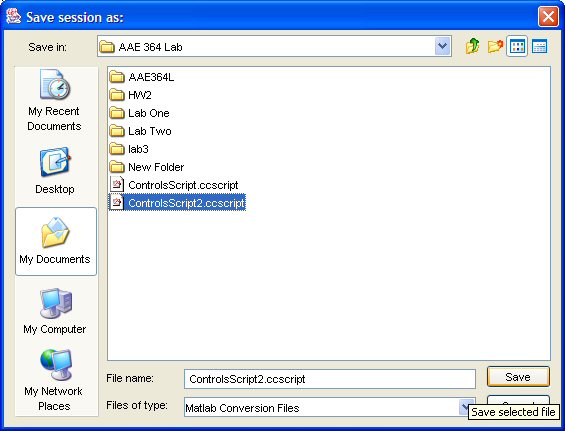 Save session as:
Save in:
AAE 364 Lab
My Recent
Documents
Desktop
My Documents
My Computer
My Network
Places
AAE364L
HW2
Lab One
Lab Two
lab3
New Folder
ControlsScript.ccscript
ControlsScript2.ccscript
File name:
ControlsScript2.ccscript
Save
Files of type:
Matlab Conversion Files
Save selected file